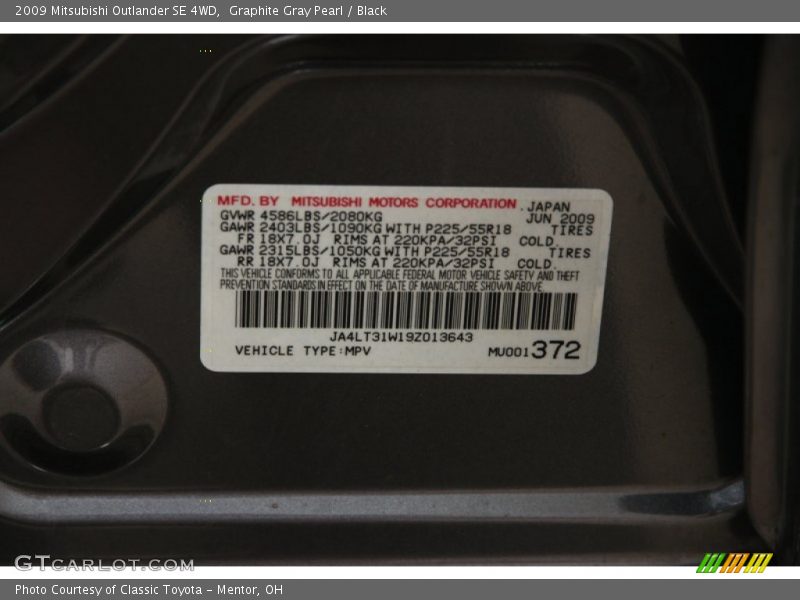 2009 Mitsubishi Outlander SE 4WD,  Graphite Gray Pearl / Black
MFD. BY MITSUBISHI MOTORS CORPORATION. JAPAN
GVWR 4586LBS/2080KG JUN 2009
GAWR 2403LBS/1090KG WITH P225/55R18 TIRES
FR 18X7.0J RIMS AT 220KPA/32PSI COLD
GAWR 2315LBS/1050KG WITH P225/55R18 TIRES
RR 18X7.0J RIMS AT 220KPA/32PSI COLD.
THIS VEHICLE CONFORMS TO ALL APPLICABLE FEDERAL MOTOR VEHICLE SAFETY AND THEFT
PREVENTION STANDARDS IN EFFECT ON THE DATE OF MANUFACTURE SHOWN ABOVE.
JA4LT31W19Z013643
VEHICLE TYPE:MPV MU001372
GTCARLOT.COM
Photo Courtesy of Classic Toyota - Mentor, OH